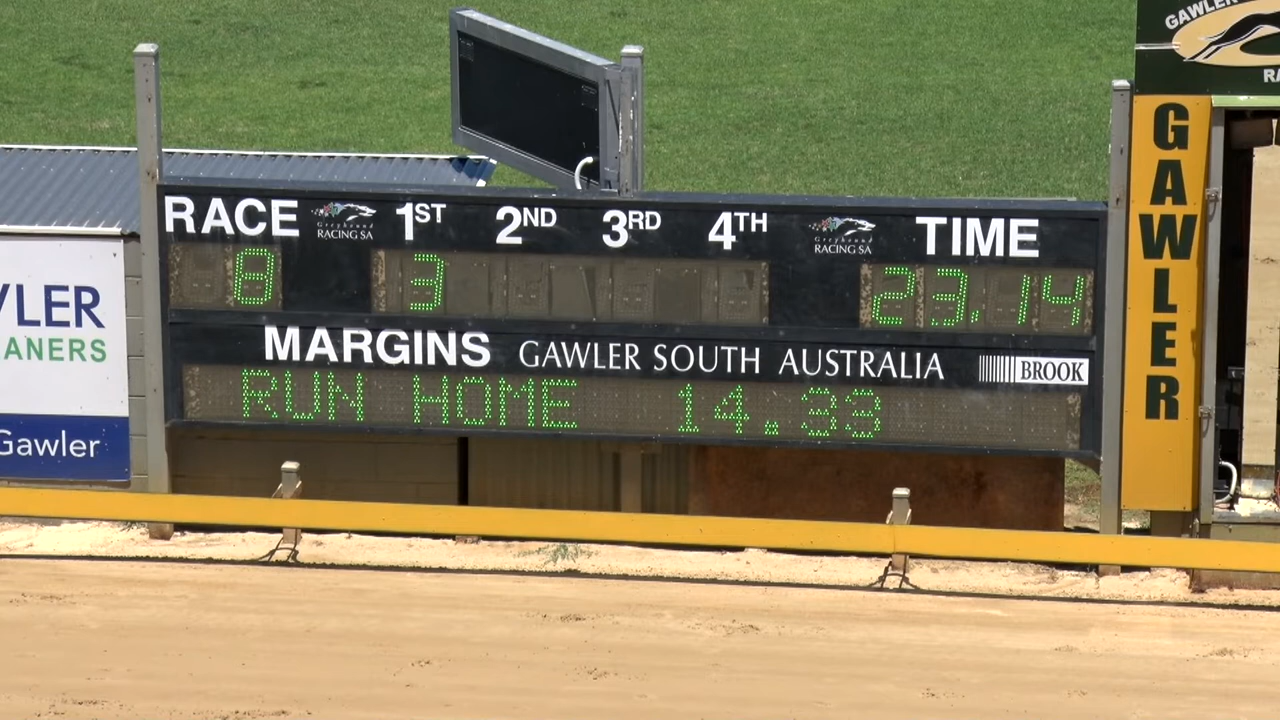 GAWLER
RA
GAWLER
RACE 1ST 2ND 3RD 4TH TIME
Greyhound
RACING SA
Greyhound
RACING SA
8 3 23.14
MARGINS GAWLER SOUTH AUSTRALIA BROOK
RUN HOME 14.33
VLER
ANERS
Gawler